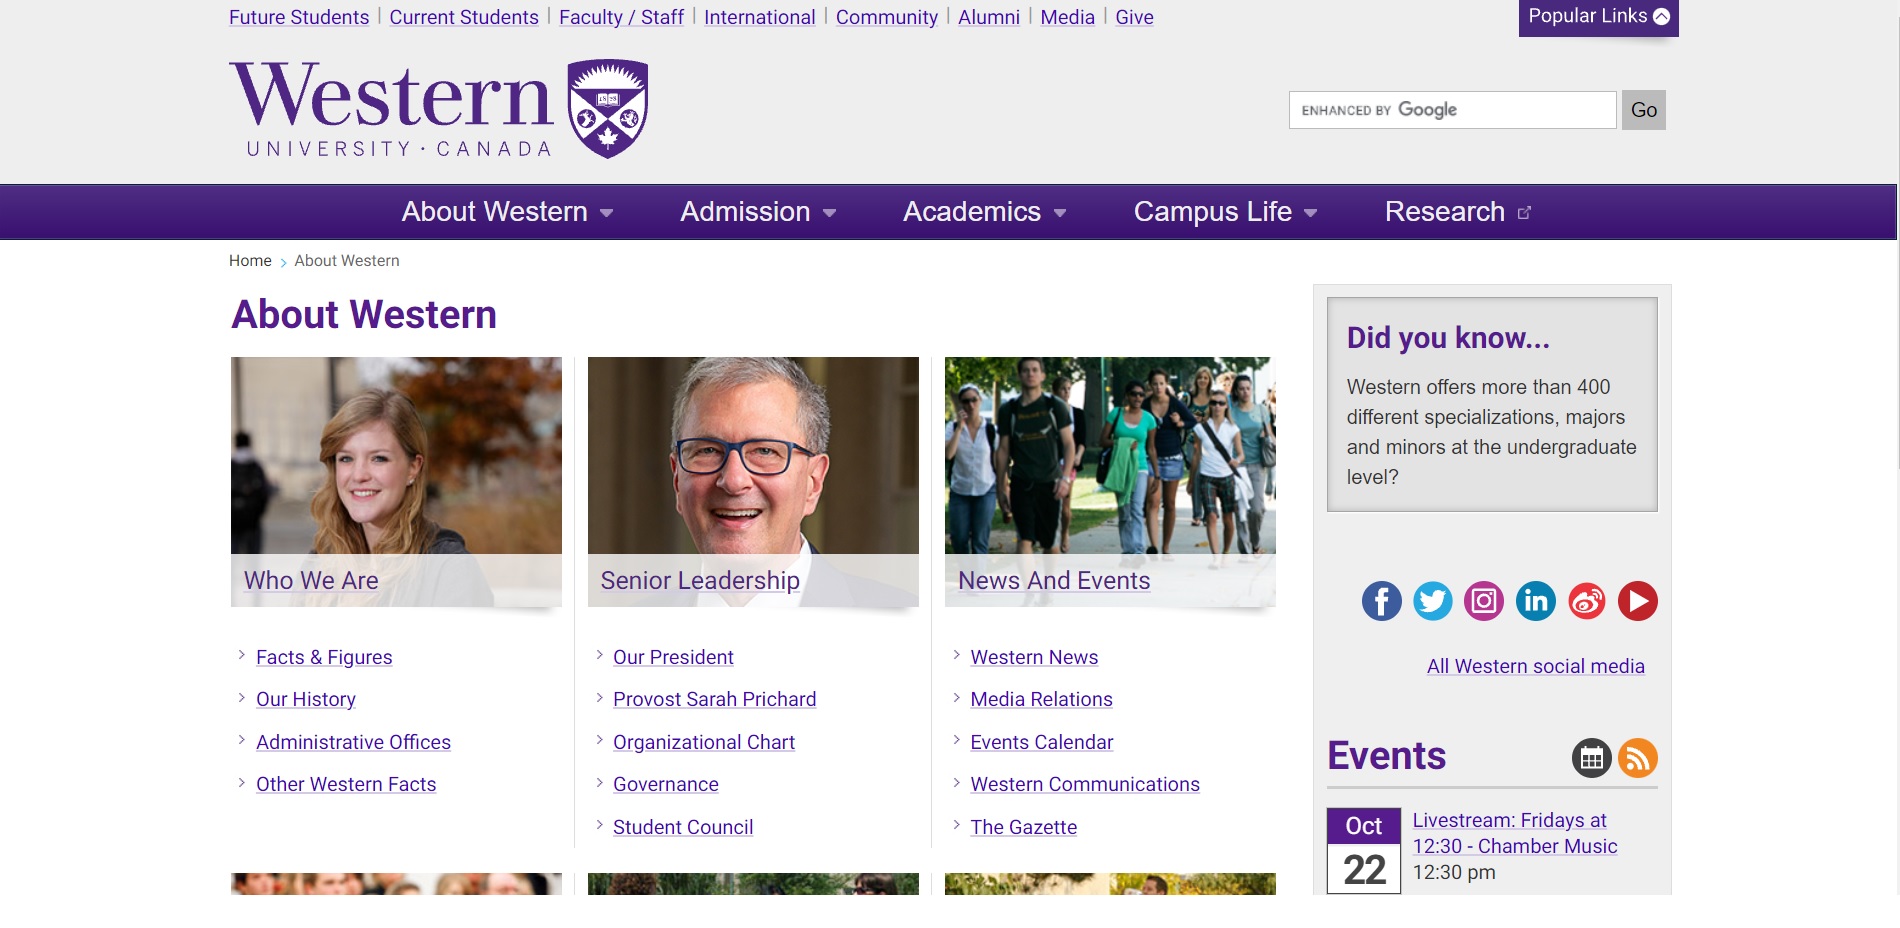 Future Students | Current Students | Faculty / Staff | International | Community | Alumni | Media | Give
Popular Links
Western
UNIVERSITY · CANADA
ENHANCED BY Google
Go
About Western
Admission
Academics
Campus Life
Research
Home
About Western
About Western
Who We Are
Facts & Figures
Our History
Administrative Offices
Other Western Facts
Senior Leadership
Our President
Provost Sarah Prichard
Organizational Chart
Governance
Student Council
News And Events
Western News
Media Relations
Events Calendar
Western Communications
The Gazette
Did you know...
Western offers more than 400
different specializations, majors
and minors at the undergraduate
level?
All Western social media
Events
Oct
22
Livestream: Fridays at
12:30 - Chamber Music
12:30 pm